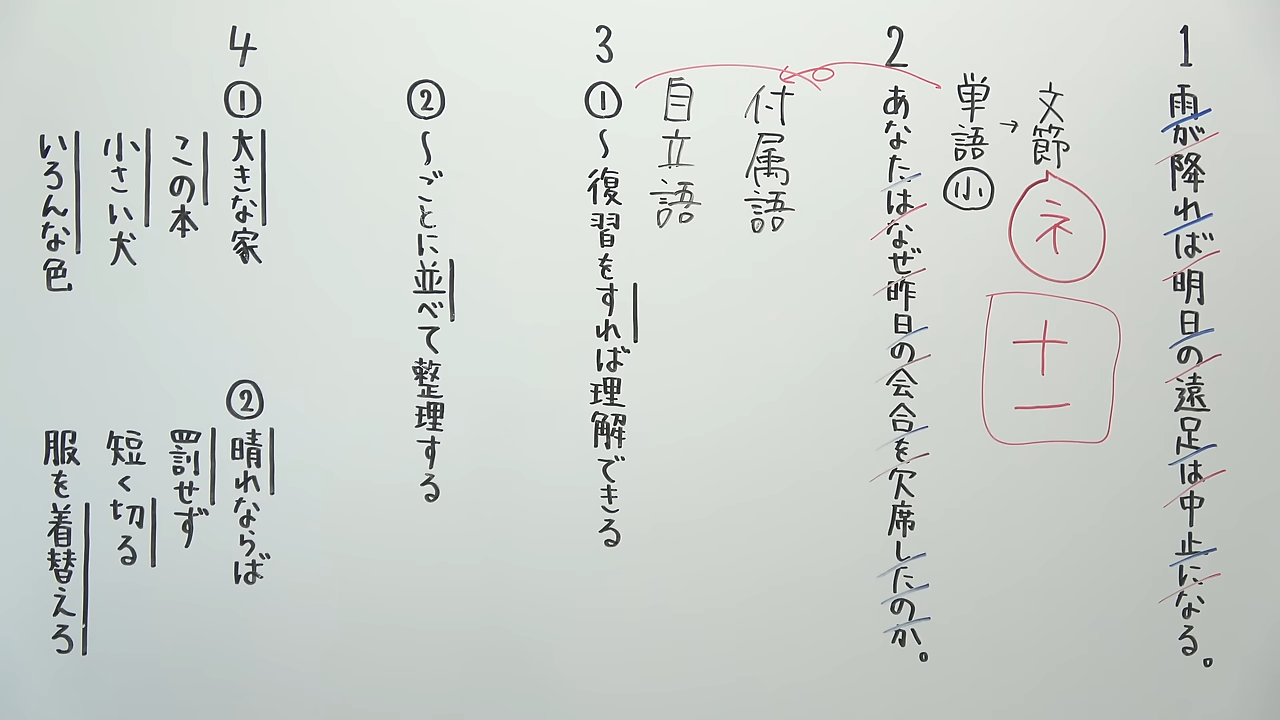 1
雨が降れば明日の遠足は中止になる。
文節
ネ
十一
→
単語
小
2
あなたはなぜ昨日の会合を欠席したのか。
付属語
自立語
3
① 〜復習をすれば理解できる
② 〜ごとに並べて整理する
4
① 大きな家
この本
小さい犬
いろんな色
② 晴れならば
罰せず
短く切る
服を着替えろ